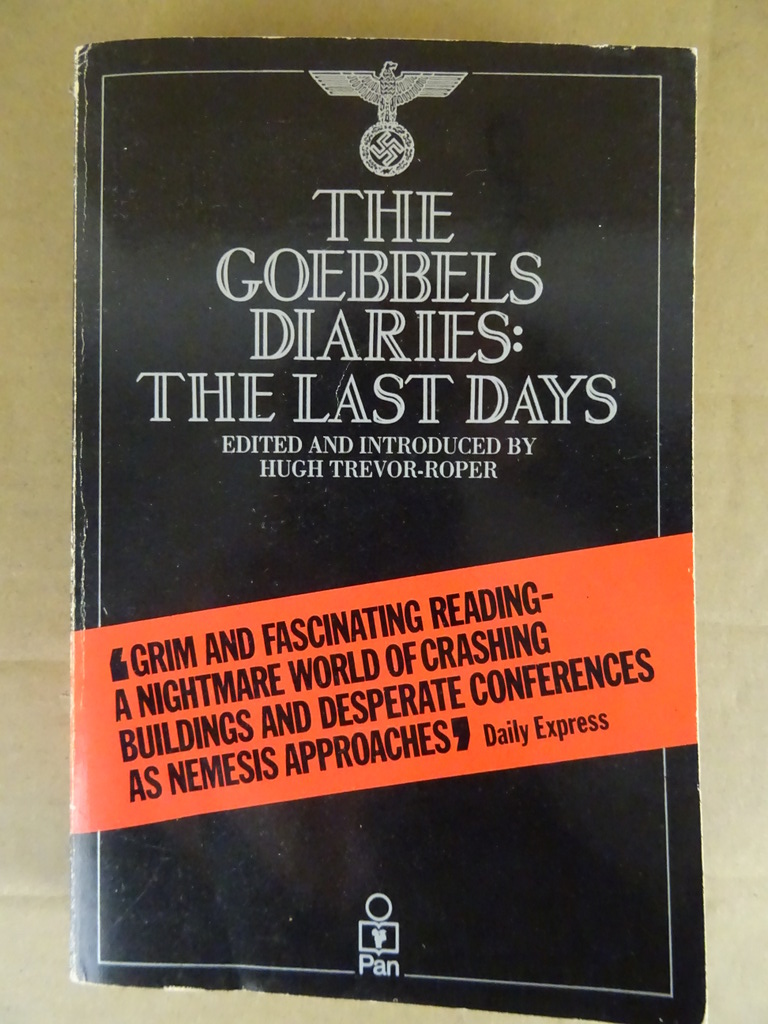 THE
GOEBBELS
DIARIES:
THE LAST DAYS
EDITED AND INTRODUCED BY
HUGH TREVOR-ROPER
❛GRIM AND FASCINATING READING–
A NIGHTMARE WORLD OF CRASHING
BUILDINGS AND DESPERATE CONFERENCES
AS NEMESIS APPROACHES❜ Daily Express
Pan